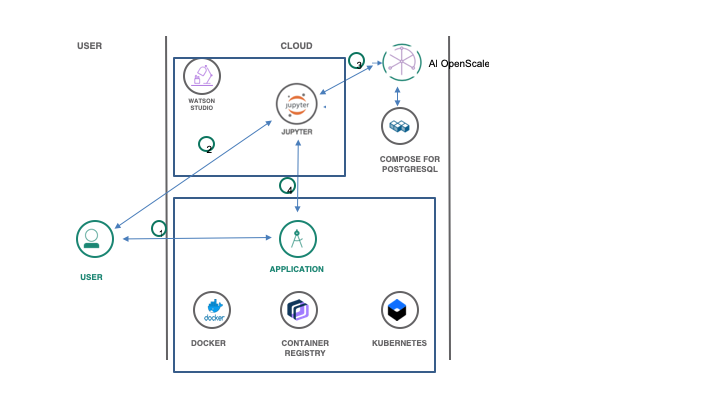 USER
CLOUD
3
AI OpenScale
WATSON
STUDIO
jupyter
JUPYTER
2
COMPOSE FOR
POSTGRESQL
4
1
USER
APPLICATION
docker
DOCKER
CONTAINER
REGISTRY
KUBERNETES